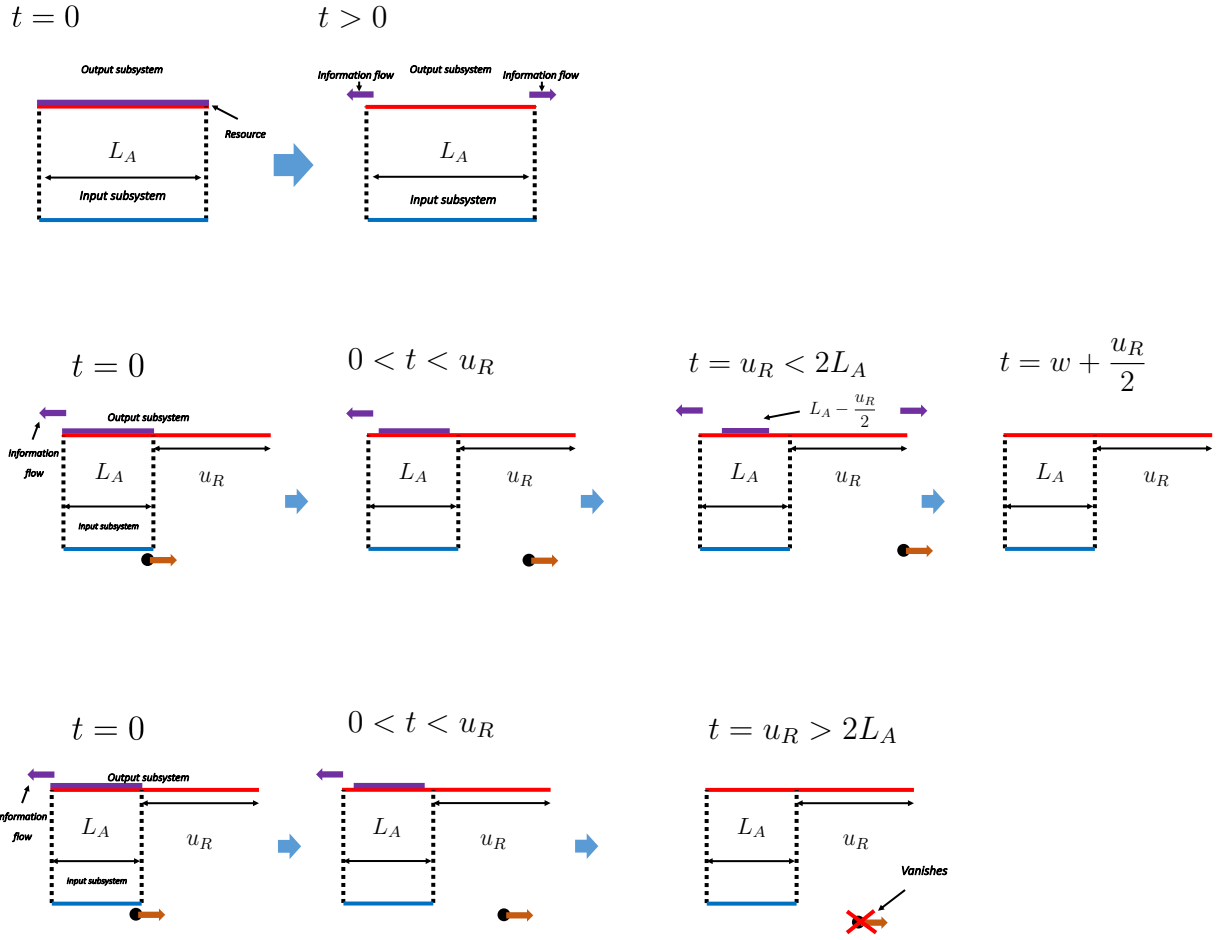 t = 0
t > 0
Output subsystem
Information flow
Output subsystem
Information flow
Resource
L_A
L_A
Input subsystem
Input subsystem
t = 0
0 < t < u_R
t = u_R < 2L_A
t = w + \frac{u_R}{2}
Output subsystem
L_A - \frac{u_R}{2}
Information
flow
L_A
u_R
L_A
u_R
L_A
u_R
L_A
u_R
Input subsystem
t = 0
0 < t < u_R
t = u_R > 2L_A
Output subsystem
Information
flow
L_A
u_R
L_A
u_R
L_A
u_R
Input subsystem
Vanishes